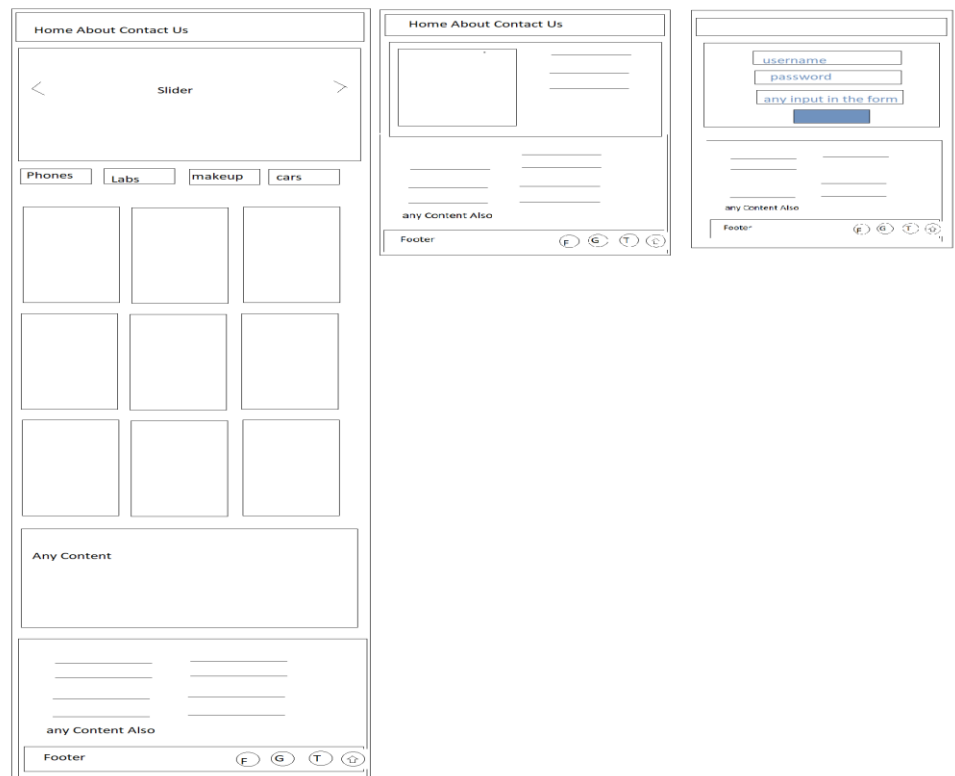 Home About Contact Us
Slider
Phones
Labs
makeup
cars
Any Content
any Content Also
Footer
F
G
T
Home About Contact Us
any Content Also
Footer
F
G
T
username
password
any input in the form
any Content Also
Footer
F
G
T